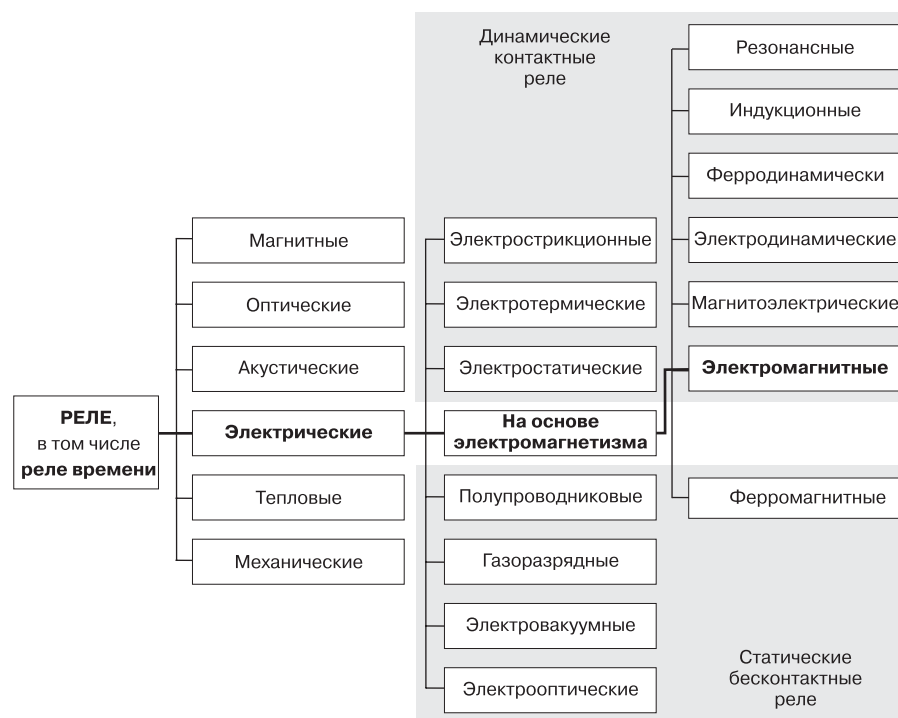 РЕЛЕ,
в том числе
реле времени
Магнитные
Оптические
Акустические
Электрические
Тепловые
Механические
Динамические
контактные
реле
Электрострикционные
Электротермические
Электростатические
На основе
электромагнетизма
Полупроводниковые
Газоразрядные
Электровакуумные
Электрооптические
Резонансные
Индукционные
Ферродинамически
Электродинамические
Магнитоэлектрические
Электромагнитные
Ферромагнитные
Статические
бесконтактные
реле